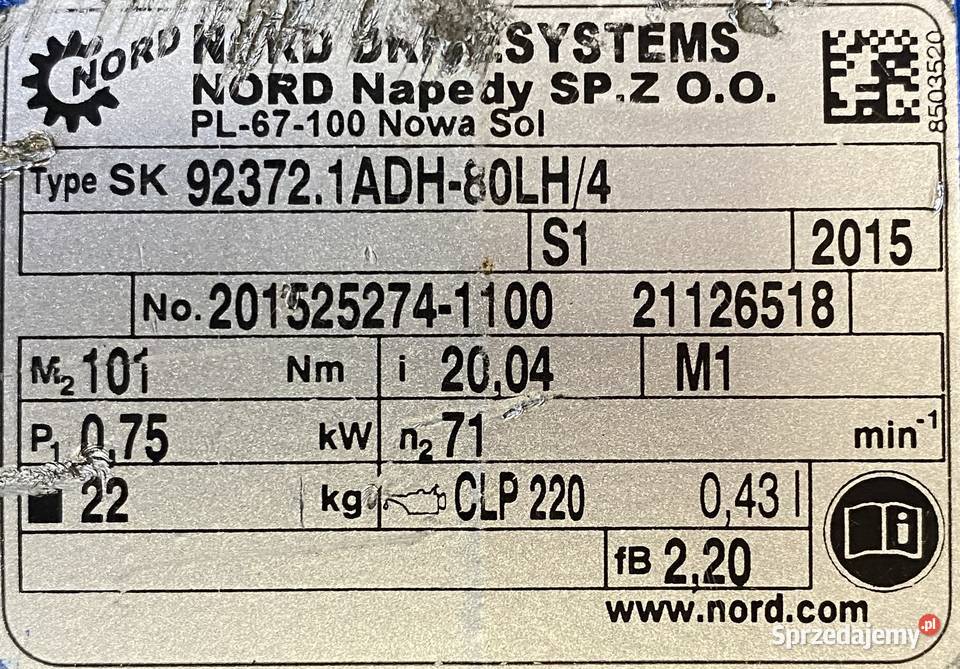 NORD
NORD DRIVESYSTEMS
NORD Napedy SP.Z O.O.
PL-67-100 Nowa Sol
8503520
Type SK 92372.1ADH-80LH/4
S1 2015
No. 201525274-1100 21126518
M2 101 Nm i 20,04 M1
P1 0,75 kW n2 71 min-1
22 kg CLP 220 0,43 l
fB 2,20
www.nord.com
Sprzedajemy.pl